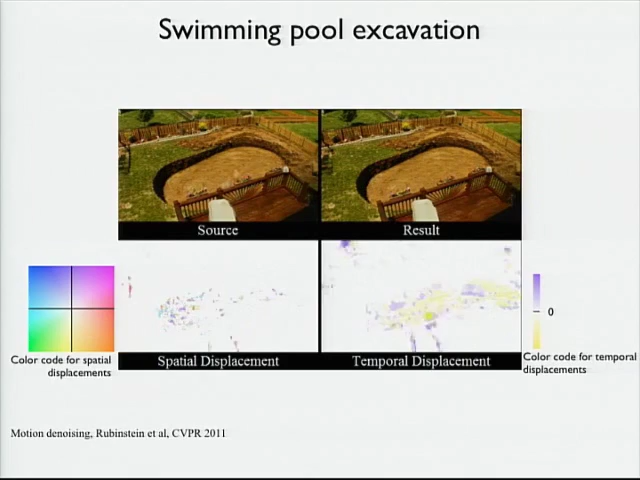 Swimming pool excavation
Source
Result
0
Spatial Displacement
Temporal Displacement
Color code for spatial
displacements
Color code for temporal
displacements
Motion denoising, Rubinstein et al, CVPR 2011